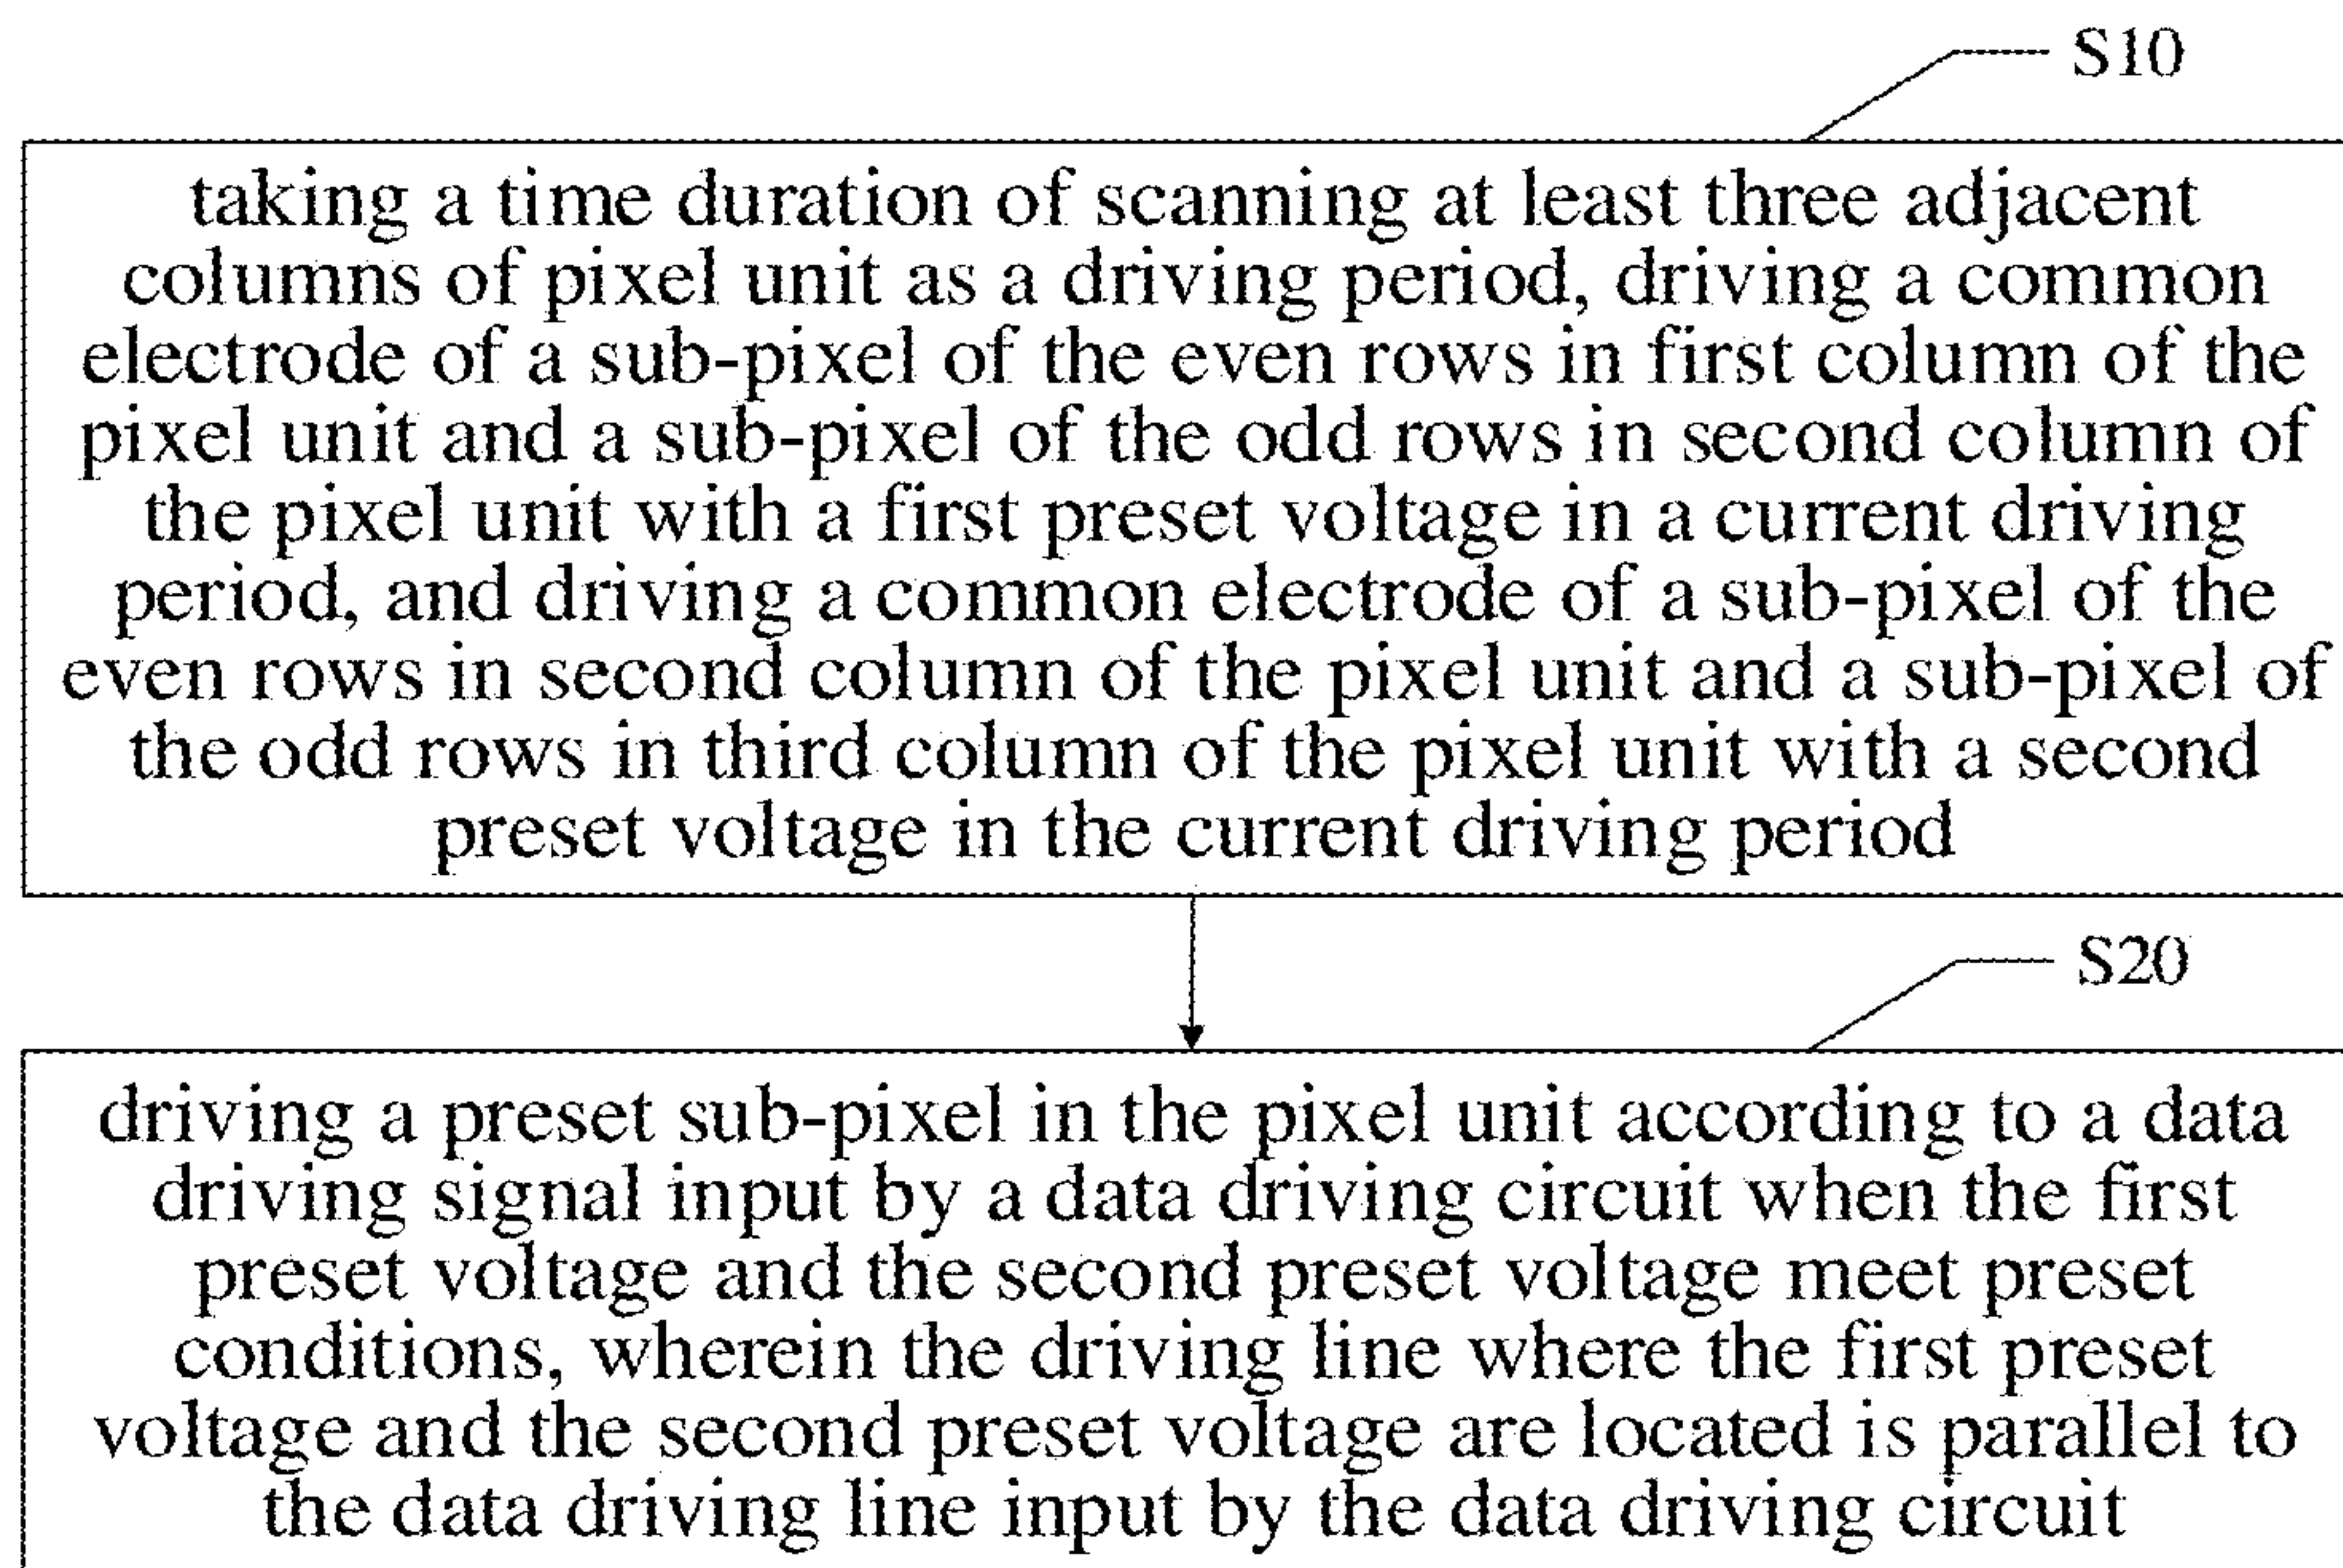 S10
taking a time duration of scanning at least three adjacent
columns of pixel unit as a driving period, driving a common
electrode of a sub-pixel of the even rows in first column of the
pixel unit and a sub-pixel of the odd rows in second column of
the pixel unit with a first preset voltage in a current driving
period, and driving a common electrode of a sub-pixel of the
even rows in second column of the pixel unit and a sub-pixel of
the odd rows in third column of the pixel unit with a second
preset voltage in the current driving period
S20
driving a preset sub-pixel in the pixel unit according to a data
driving signal input by a data driving circuit when the first
preset voltage and the second preset voltage meet preset
conditions, wherein the driving line where the first preset
voltage and the second preset voltage are located is parallel to
the data driving line input by the data driving circuit